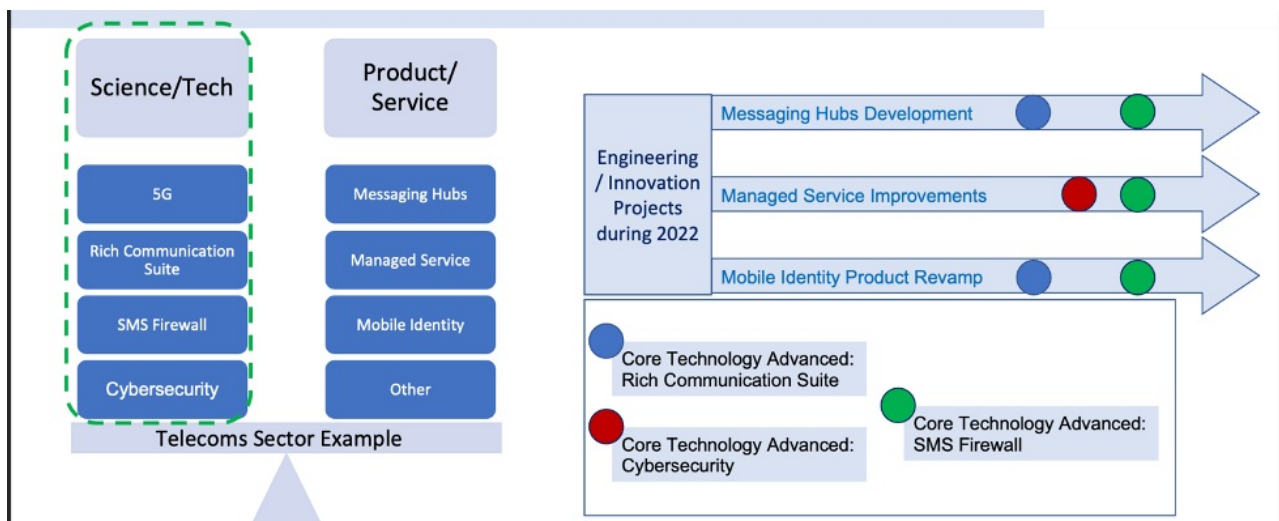 Science/Tech
Product/
Service
5G
Rich Communication
Suite
SMS Firewall
Cybersecurity
Messaging Hubs
Managed Service
Mobile Identity
Other
Telecoms Sector Example
Engineering
/ Innovation
Projects
during 2022
Messaging Hubs Development
Managed Service Improvements
Mobile Identity Product Revamp
Core Technology Advanced:
Rich Communication Suite
Core Technology Advanced:
Cybersecurity
Core Technology Advanced:
SMS Firewall